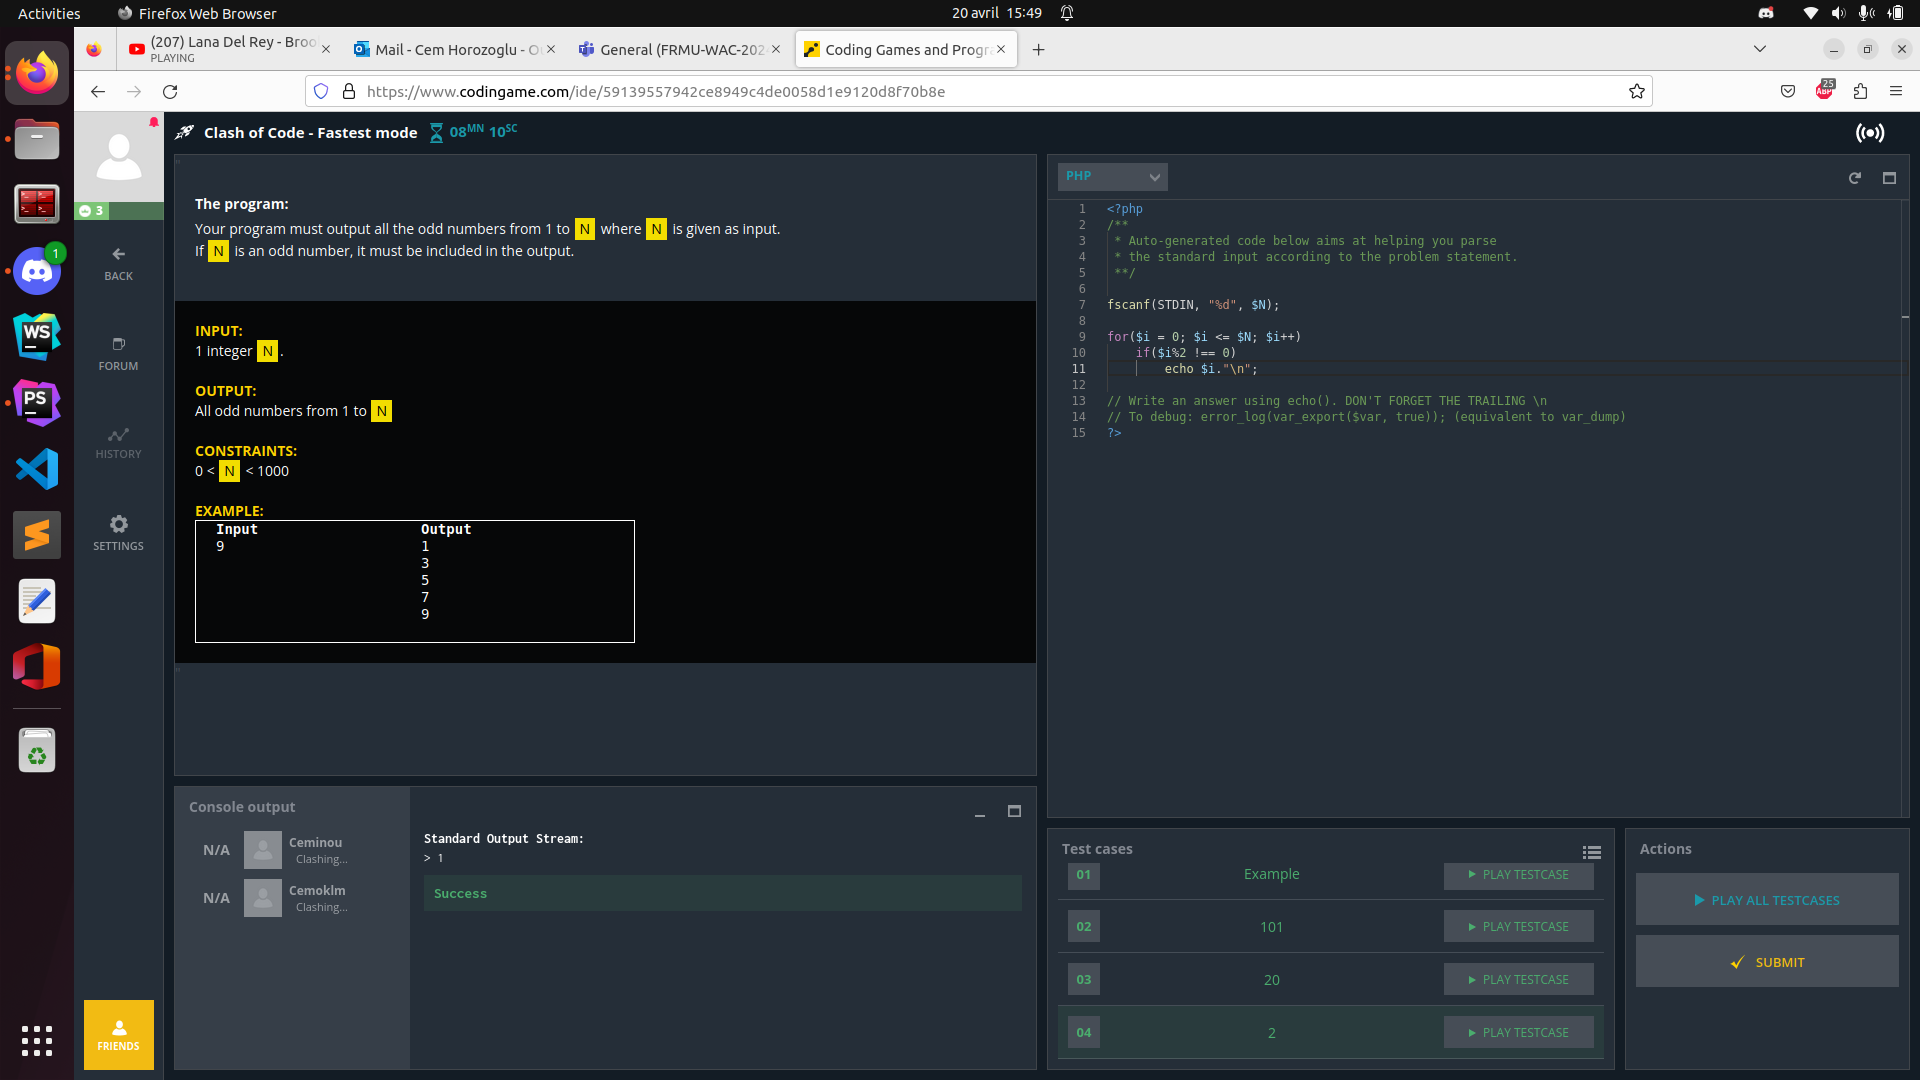 Activities
Firefox Web Browser
20 avril 15:49
(207) Lana Del Rey - Broo
PLAYING
Mail - Cem Horozoglu - O
General (FRMU-WAC-202
Coding Games and Progra
https://www.codingame.com/ide/59139557942ce8949c4de0058d1e9120d8f70b8e
25
ABP
3
BACK
FORUM
HISTORY
SETTINGS
FRIENDS
1
WS
PS
Clash of Code - Fastest mode
08MN 10SC
The program:
Your program must output all the odd numbers from 1 to N where N is given as input.
If N is an odd number, it must be included in the output.
INPUT:
1 integer N.
OUTPUT:
All odd numbers from 1 to N
CONSTRAINTS:
0 < N < 1000
EXAMPLE:
Input Output
9 1
3
5
7
9
PHP
1 <?php
2 /**
3 * Auto-generated code below aims at helping you parse
4 * the standard input according to the problem statement.
5 **/
6
7 fscanf(STDIN, "%d", $N);
8
9 for($i = 0; $i <= $N; $i++)
10 if($i%2 !== 0)
11 echo $i."\n";
12
13 // Write an answer using echo(). DON'T FORGET THE TRAILING \n
14 // To debug: error_log(var_export($var, true)); (equivalent to var_dump)
15 ?>
Console output
N/A Ceminou
Clashing...
N/A Cemoklm
Clashing...
Standard Output Stream:
> 1
Success
Test cases
01 Example PLAY TESTCASE
02 101 PLAY TESTCASE
03 20 PLAY TESTCASE
04 2 PLAY TESTCASE
Actions
PLAY ALL TESTCASES
SUBMIT